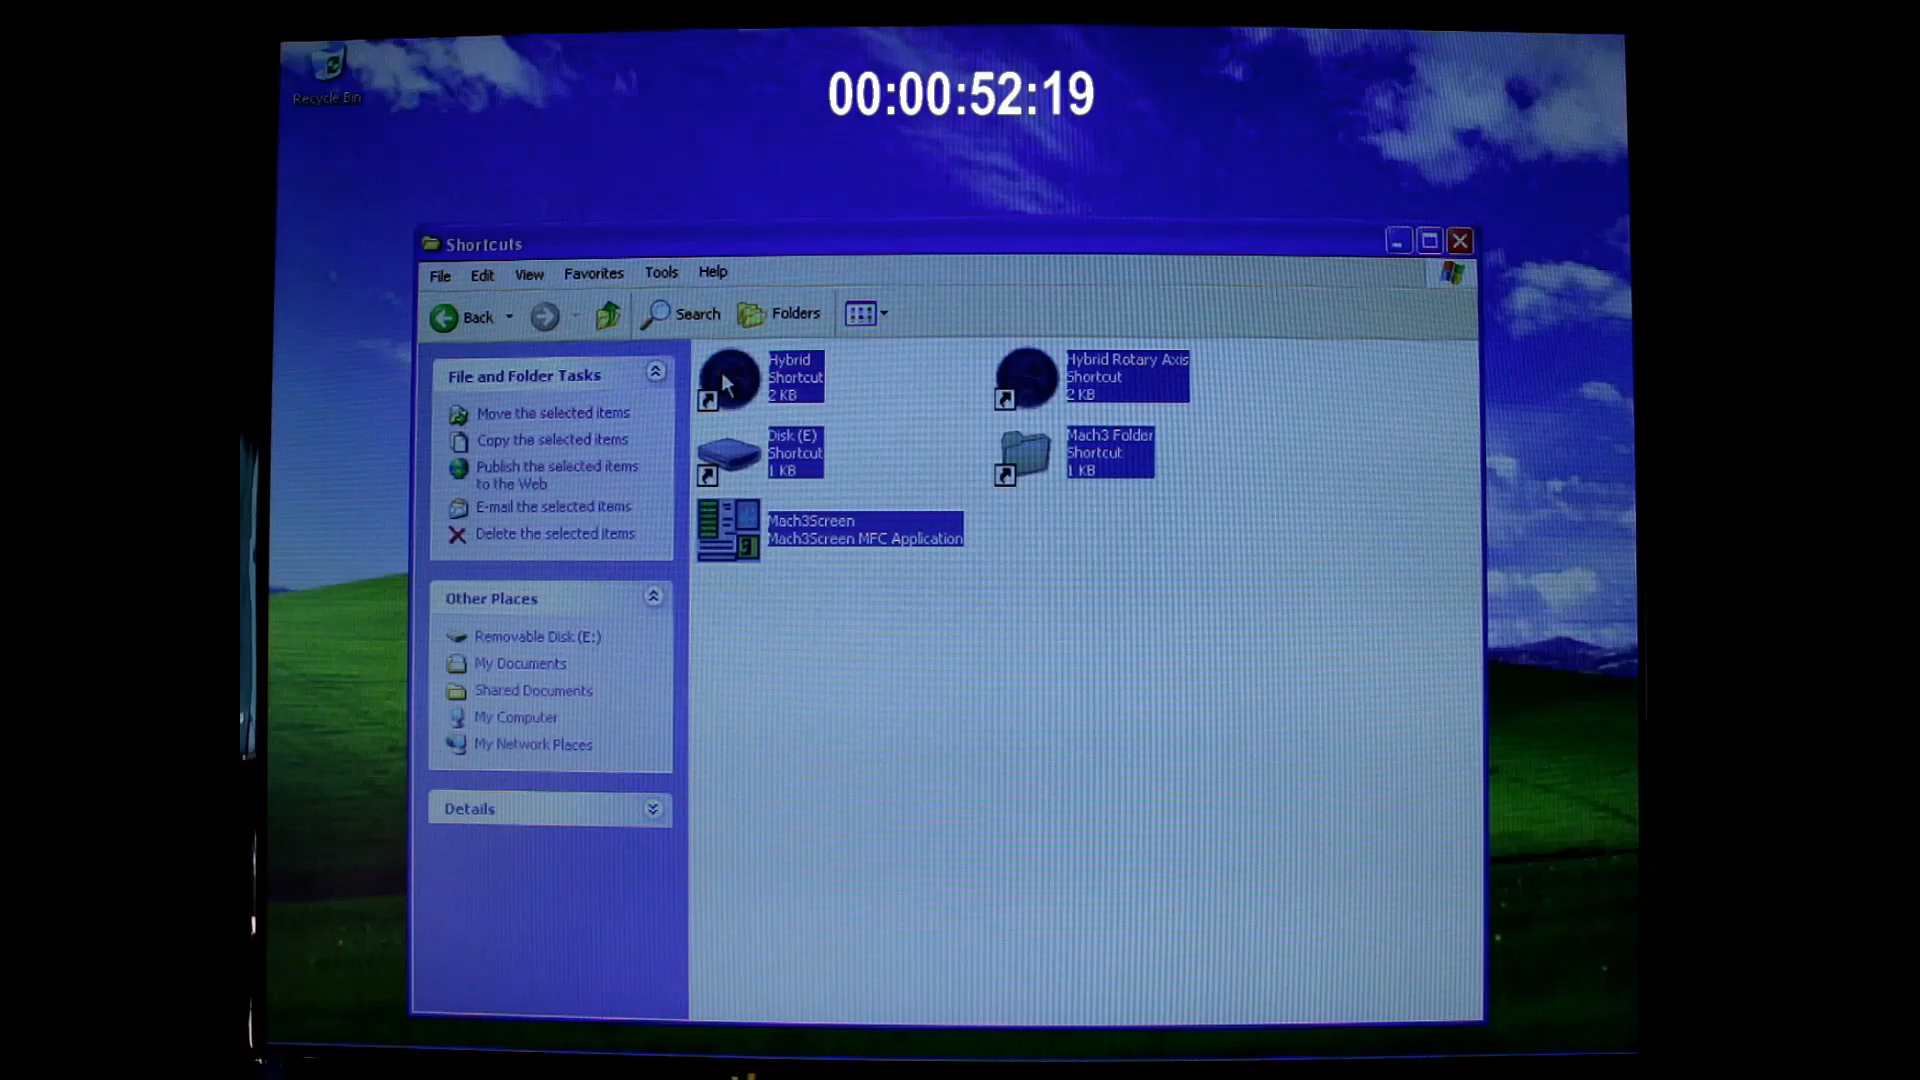 Recycle Bin
00:00:52:19
Shortcuts
File Edit View Favorites Tools Help
Back Search Folders
File and Folder Tasks
Move the selected items
Copy the selected items
Publish the selected items
to the Web
E-mail the selected items
Delete the selected items
Other Places
Removable Disk (E:)
My Documents
Shared Documents
My Computer
My Network Places
Details
Hybrid
Shortcut
2 KB
Hybrid Rotary Axis
Shortcut
2 KB
Disk (E)
Shortcut
1 KB
Mach3 Folder
Shortcut
1 KB
Mach3Screen
Mach3Screen MFC Application